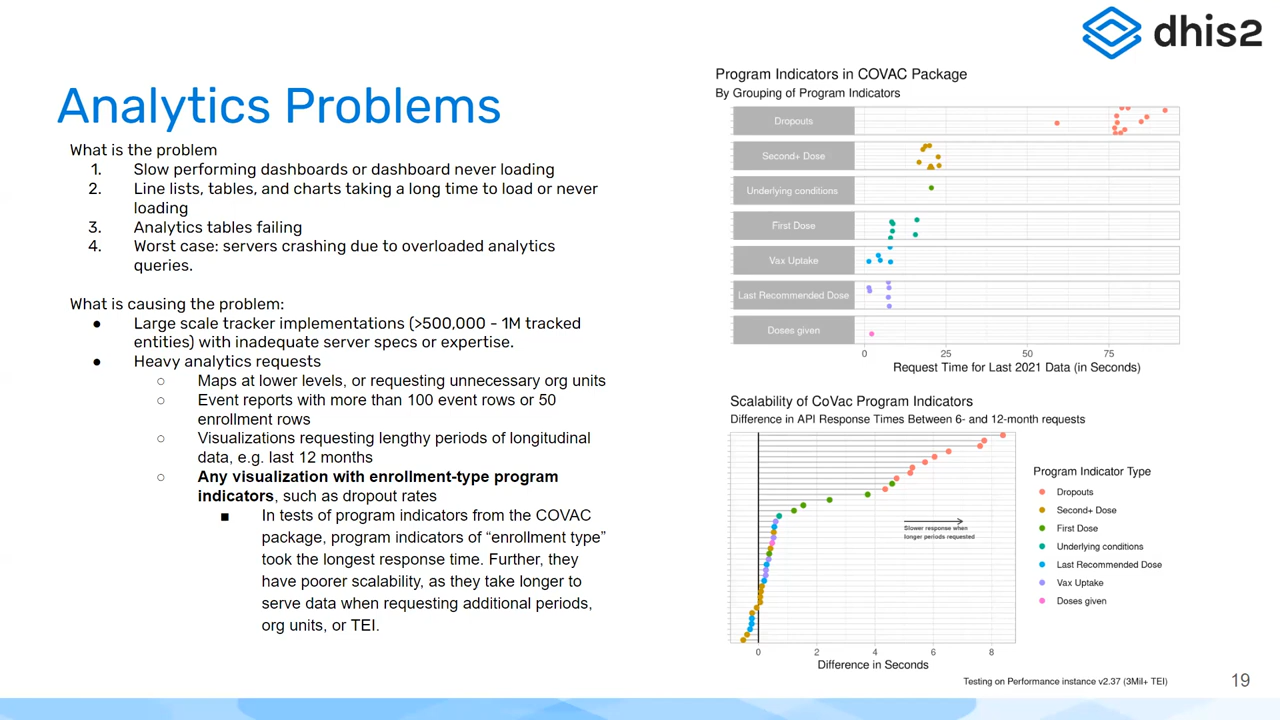 dhis2
Analytics Problems
What is the problem
1. Slow performing dashboards or dashboard never loading
2. Line lists, tables, and charts taking a long time to load or never
loading
3. Analytics tables failing
4. Worst case: servers crashing due to overloaded analytics
queries.
What is causing the problem:
● Large scale tracker implementations (>500,000 - 1M tracked
entities) with inadequate server specs or expertise.
● Heavy analytics requests
○ Maps at lower levels, or requesting unnecessary org units
○ Event reports with more than 100 event rows or 50
enrollment rows
○ Visualizations requesting lengthy periods of longitudinal
data, e.g. last 12 months
○ Any visualization with enrollment-type program
indicators, such as dropout rates
■ In tests of program indicators from the COVAC
package, program indicators of “enrollment type”
took the longest response time. Further, they
have poorer scalability, as they take longer to
serve data when requesting additional periods,
org units, or TEI.
Program Indicators in COVAC Package
By Grouping of Program Indicators
Dropouts
Second+ Dose
Underlying conditions
First Dose
Vax Uptake
Last Recommended Dose
Doses given
0 25 50 75
Request Time for Last 2021 Data (in Seconds)
Scalability of CoVac Program Indicators
Difference in API Response Times Between 6- and 12-month requests
Slower response when
longer periods requested
0 2 4 6 8
Difference in Seconds
Program Indicator Type
Dropouts
Second+ Dose
First Dose
Underlying conditions
Last Recommended Dose
Vax Uptake
Doses given
Testing on Performance instance v2.37 (3Mil+ TEI)
19